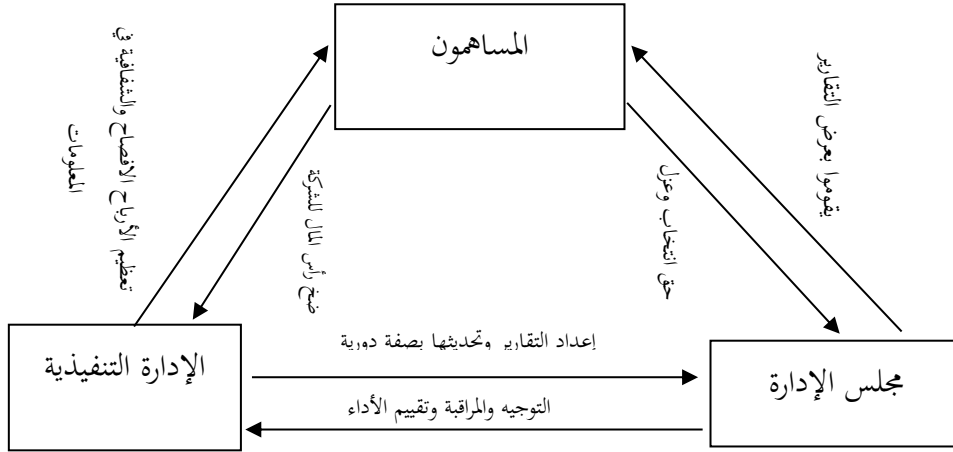 المساهمون
يقوموا بعرض التقارير
حق انتخاب وعزل
ضخ رأس المال للشركة
تعظيم الأرباح الافصاح والشفافية في
المعلومات
مجلس الإدارة
إعداد التقارير وتحديثها بصفة دورية
التوجيه والمراقبة وتقييم الأداء
الإدارة التنفيذية